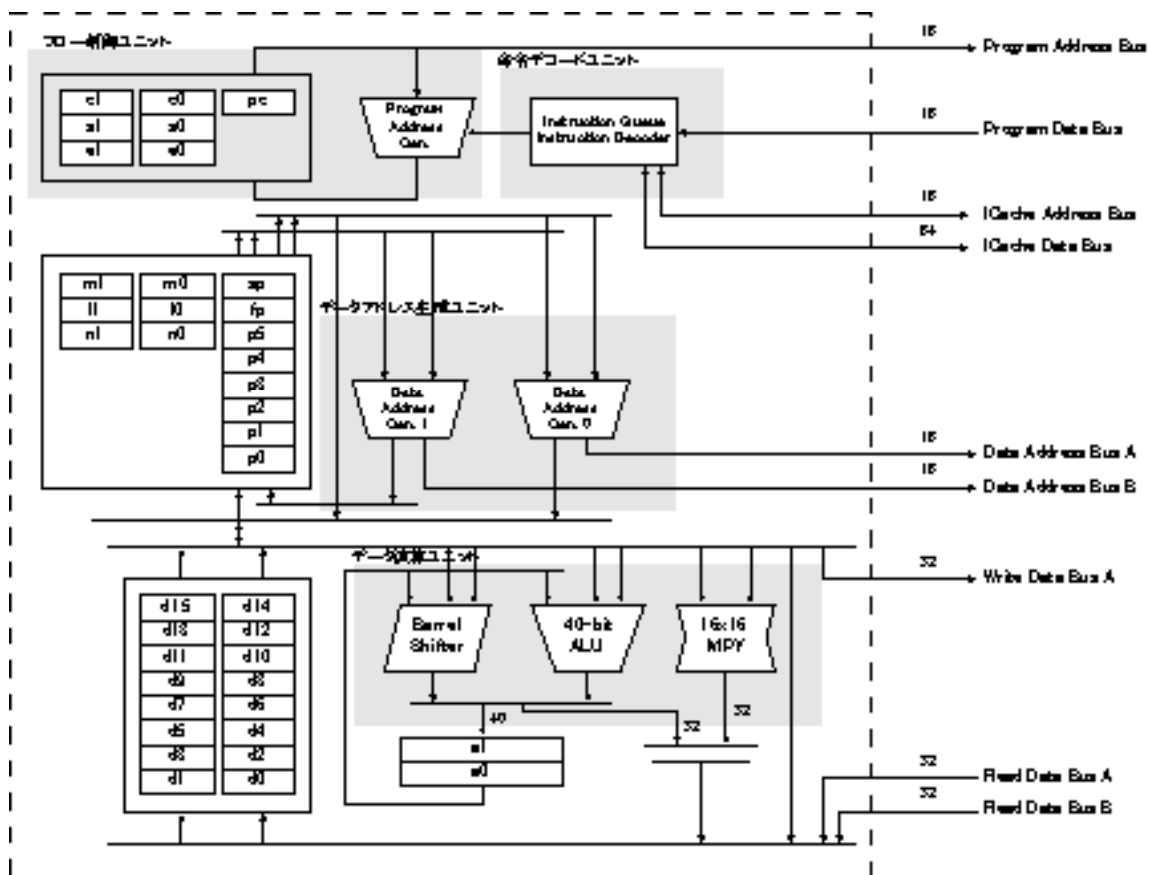 フロー制御ユニット
16
Program Address Bus
命令デコードユニット
c1
c0
pc
s1
s0
e1
e0
Program
Address
Gen.
Instruction Queue
Instruction Decoder
16
Program Data Bus
16
ICache Address Bus
64
ICache Data Bus
m1
m0
sp
l1
l0
fp
n1
n0
p5
p4
p3
p2
p1
p0
データアドレス生成ユニット
Data
Address
Gen. 1
Data
Address
Gen. 0
16
Data Address Bus A
16
Data Address Bus B
データ演算ユニット
32
Write Data Bus A
d15
d14
d13
d12
d11
d10
d9
d8
d7
d6
d5
d4
d3
d2
d1
d0
Barrel
Shifter
40-bit
ALU
16x16
MPY
40
32
32
a1
a0
32
Read Data Bus A
32
Read Data Bus B